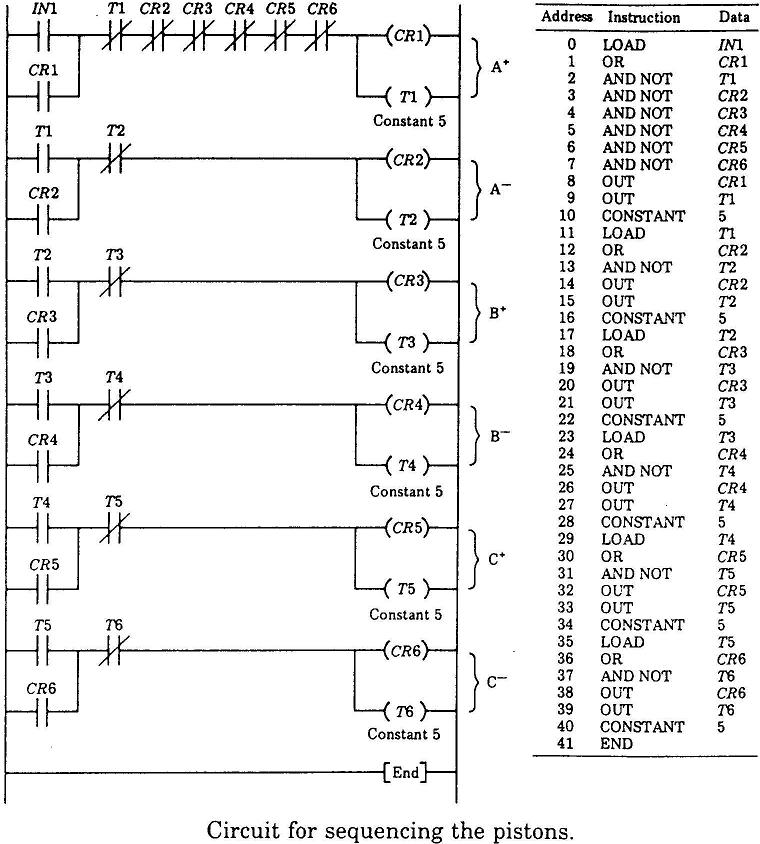 IN1 T1 CR2 CR3 CR4 CR5 CR6
CR1
A+
CR1
T1
Constant 5
T1 T2
CR2
A−
CR2
T2
Constant 5
T2 T3
CR3
B+
CR3
T3
Constant 5
T3 T4
CR4
B−
CR4
T4
Constant 5
T4 T5
CR5
C+
CR5
T5
Constant 5
T5 T6
CR6
C−
CR6
T6
Constant 5
End
Address Instruction Data
0 LOAD IN1
1 OR CR1
2 AND NOT T1
3 AND NOT CR2
4 AND NOT CR3
5 AND NOT CR4
6 AND NOT CR5
7 AND NOT CR6
8 OUT CR1
9 OUT T1
10 CONSTANT 5
11 LOAD T1
12 OR CR2
13 AND NOT T2
14 OUT CR2
15 OUT T2
16 CONSTANT 5
17 LOAD T2
18 OR CR3
19 AND NOT T3
20 OUT CR3
21 OUT T3
22 CONSTANT 5
23 LOAD T3
24 OR CR4
25 AND NOT T4
26 OUT CR4
27 OUT T4
28 CONSTANT 5
29 LOAD T4
30 OR CR5
31 AND NOT T5
32 OUT CR5
33 OUT T5
34 CONSTANT 5
35 LOAD T5
36 OR CR6
37 AND NOT T6
38 OUT CR6
39 OUT T6
40 CONSTANT 5
41 END
Circuit for sequencing the pistons.